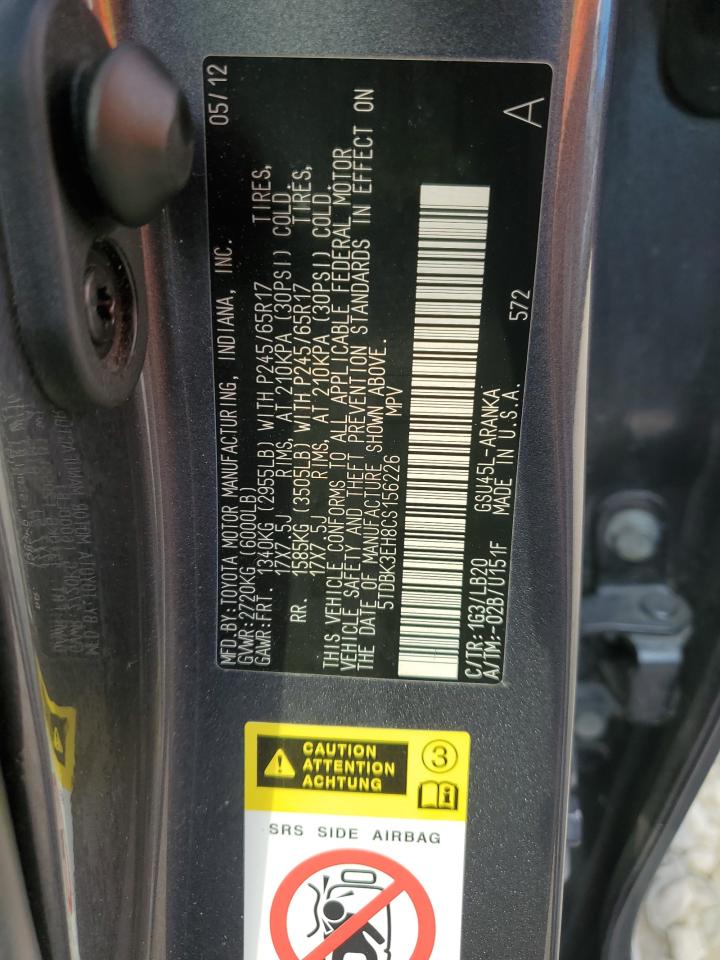 MFD.BY:TOYOTA MOTOR MANUFACTURING, INDIANA, INC. 05/12
GVWR:2720KG (6000LB)
GAWR:FRT. 1340KG (2955LB) WITH P245/65R17 TIRES,
17X7.5J RIMS, AT 210KPA (30PSI) COLD.
RR. 1585KG (3505LB) WITH P245/65R17 TIRES,
17X7.5J RIMS, AT 210KPA (30PSI) COLD.
THIS VEHICLE CONFORMS TO ALL APPLICABLE FEDERAL MOTOR
VEHICLE SAFETY AND THEFT PREVENTION STANDARDS IN EFFECT ON
THE DATE OF MANUFACTURE SHOWN ABOVE.
5TDBK3EH8CS156226 MPV
C/TR:1G3/LB20 GSU45L-ARANKA 572 A
A/TM:-02B/U151F MADE IN U.S.A.
CAUTION
ATTENTION
ACHTUNG
3
SRS SIDE AIRBAG